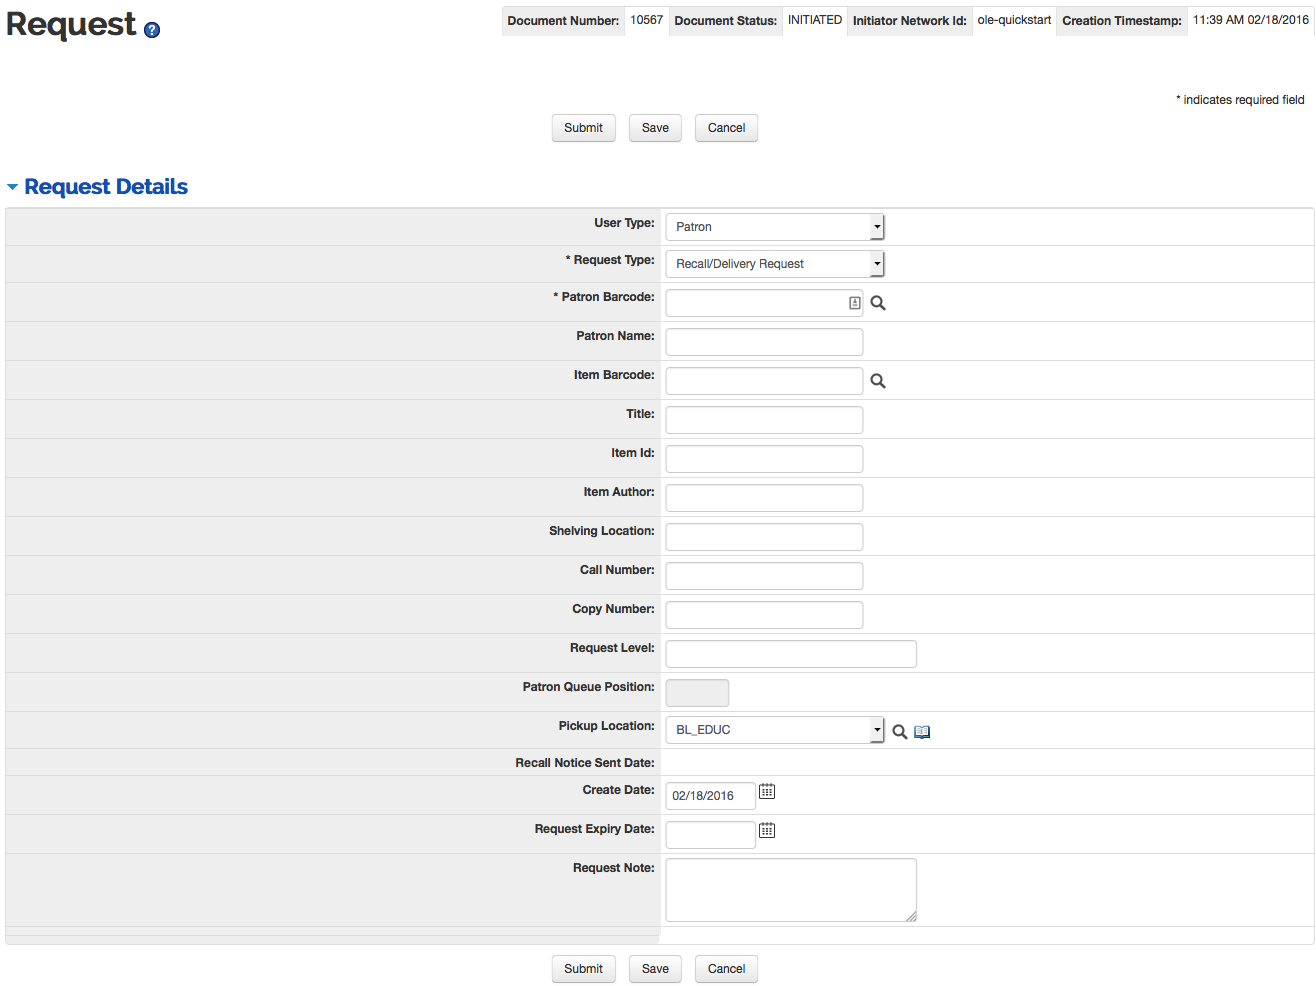 Request ?
Document Number: 10567 Document Status: INITIATED Initiator Network Id: ole-quickstart Creation Timestamp: 11:39 AM 02/18/2016
* indicates required field
Submit Save Cancel
Request Details
User Type: Patron
* Request Type: Recall/Delivery Request
* Patron Barcode:
Patron Name:
Item Barcode:
Title:
Item Id:
Item Author:
Shelving Location:
Call Number:
Copy Number:
Request Level:
Patron Queue Position:
Pickup Location: BL_EDUC
Recall Notice Sent Date:
Create Date: 02/18/2016
Request Expiry Date:
Request Note:
Submit Save Cancel